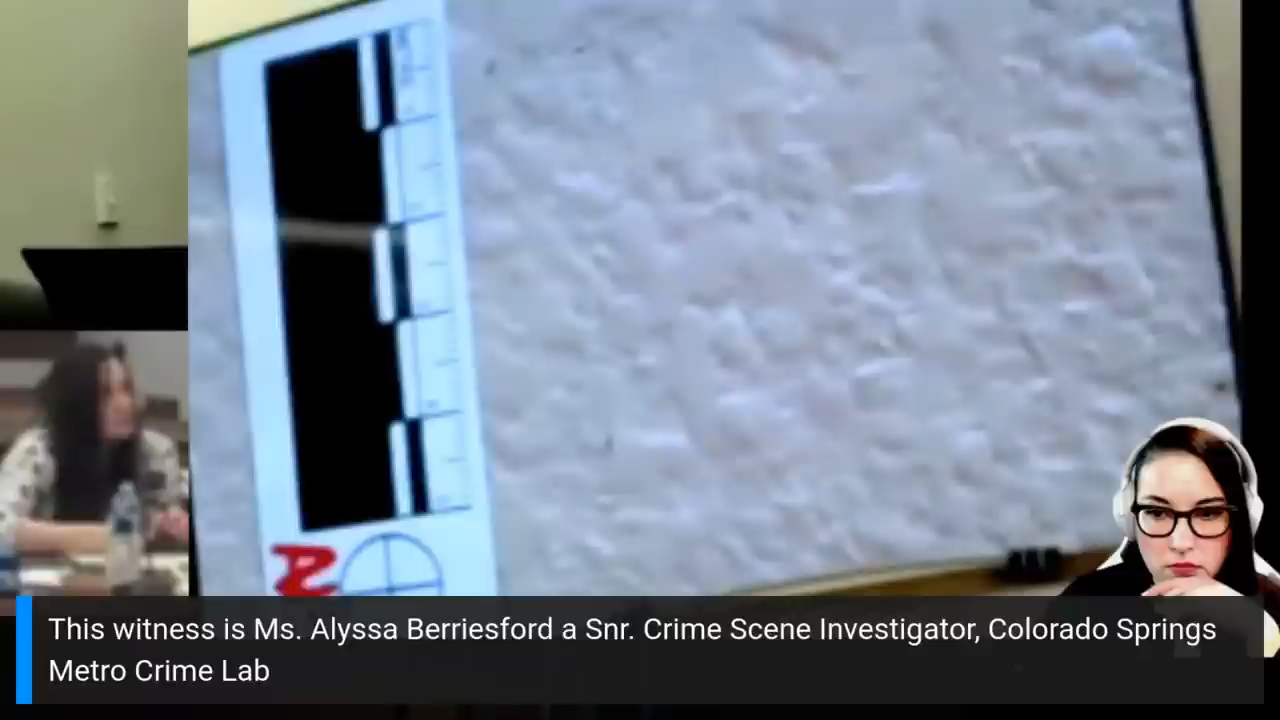 This witness is Ms. Alyssa Berriesford a Snr. Crime Scene Investigator, Colorado Springs
Metro Crime Lab